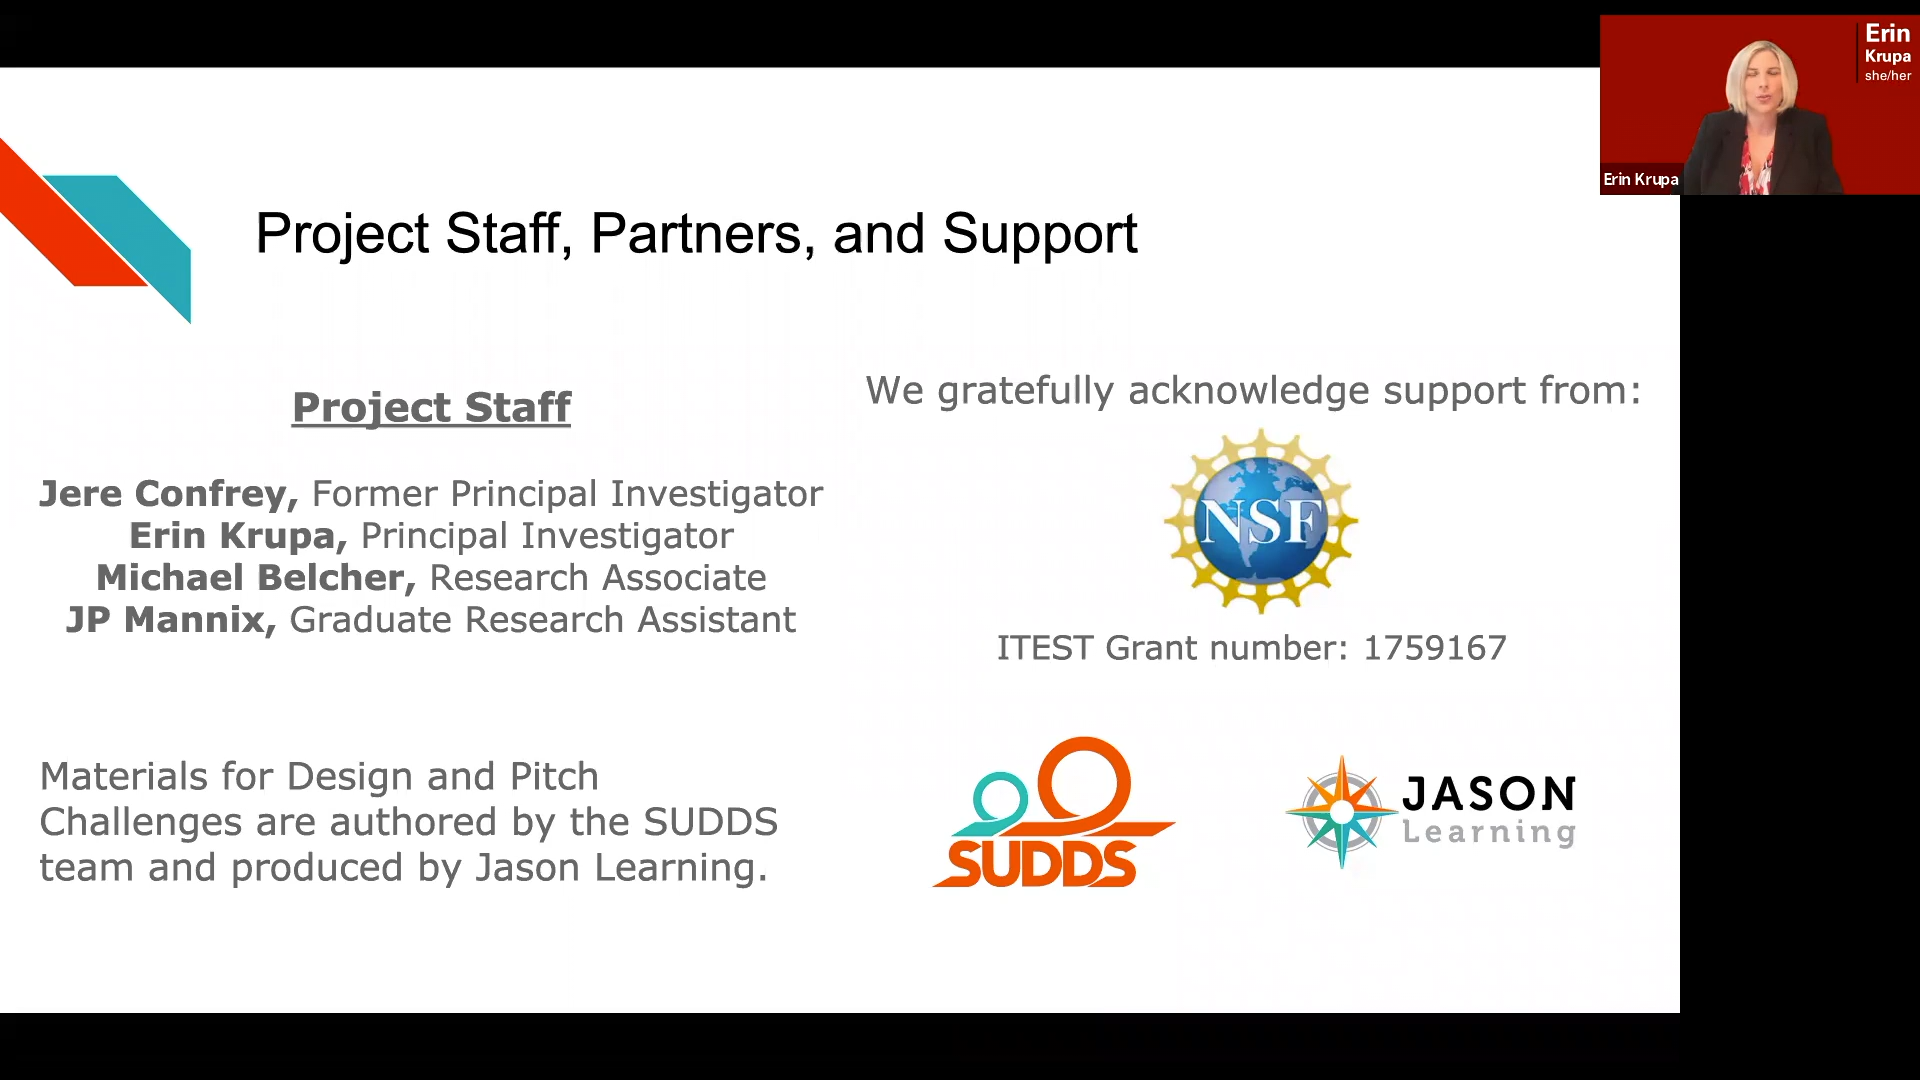 Erin
Krupa
she/her
Erin Krupa
Project Staff, Partners, and Support
Project Staff
Jere Confrey, Former Principal Investigator
Erin Krupa, Principal Investigator
Michael Belcher, Research Associate
JP Mannix, Graduate Research Assistant
Materials for Design and Pitch
Challenges are authored by the SUDDS
team and produced by Jason Learning.
We gratefully acknowledge support from:
NSF
ITEST Grant number: 1759167
SUDDS
JASON
Learning